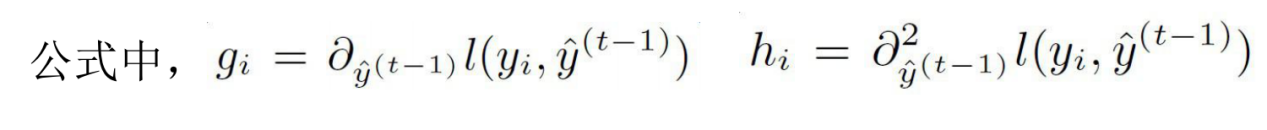 公式中，$g_i = \partial_{\hat{y}^{(t-1)}} l(y_i, \hat{y}^{(t-1)})$ $h_i = \partial^2_{\hat{y}^{(t-1)}} l(y_i, \hat{y}^{(t-1)})$